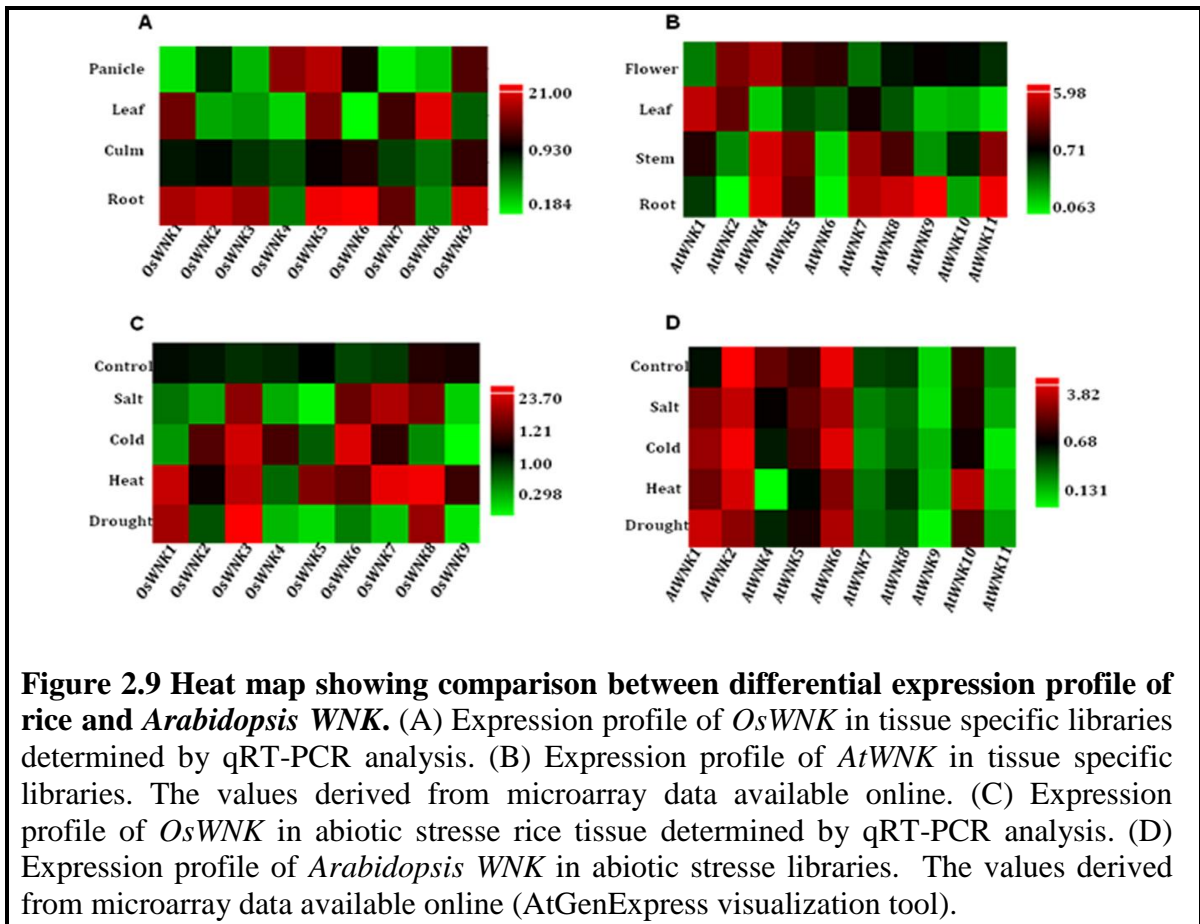 A
Panicle
Leaf
Culm
Root
21.00
0.930
0.184
OsWNK1
OsWNK2
OsWNK3
OsWNK4
OsWNK5
OsWNK6
OsWNK7
OsWNK8
OsWNK9
B
Flower
Leaf
Stem
Root
5.98
0.71
0.063
AtWNK1
AtWNK2
AtWNK4
AtWNK5
AtWNK6
AtWNK7
AtWNK8
AtWNK9
AtWNK10
AtWNK11
C
Control
Salt
Cold
Heat
Drought
23.70
1.21
1.00
0.298
OsWNK1
OsWNK2
OsWNK3
OsWNK4
OsWNK5
OsWNK6
OsWNK7
OsWNK8
OsWNK9
D
Control
Salt
Cold
Heat
Drought
3.82
0.68
0.131
AtWNK1
AtWNK2
AtWNK4
AtWNK5
AtWNK6
AtWNK7
AtWNK8
AtWNK9
AtWNK10
AtWNK11
Figure 2.9 Heat map showing comparison between differential expression profile of
rice and Arabidopsis WNK. (A) Expression profile of OsWNK in tissue specific libraries
determined by qRT-PCR analysis. (B) Expression profile of AtWNK in tissue specific
libraries. The values derived from microarray data available online. (C) Expression
profile of OsWNK in abiotic stresse rice tissue determined by qRT-PCR analysis. (D)
Expression profile of Arabidopsis WNK in abiotic stresse libraries. The values derived
from microarray data available online (AtGenExpress visualization tool).